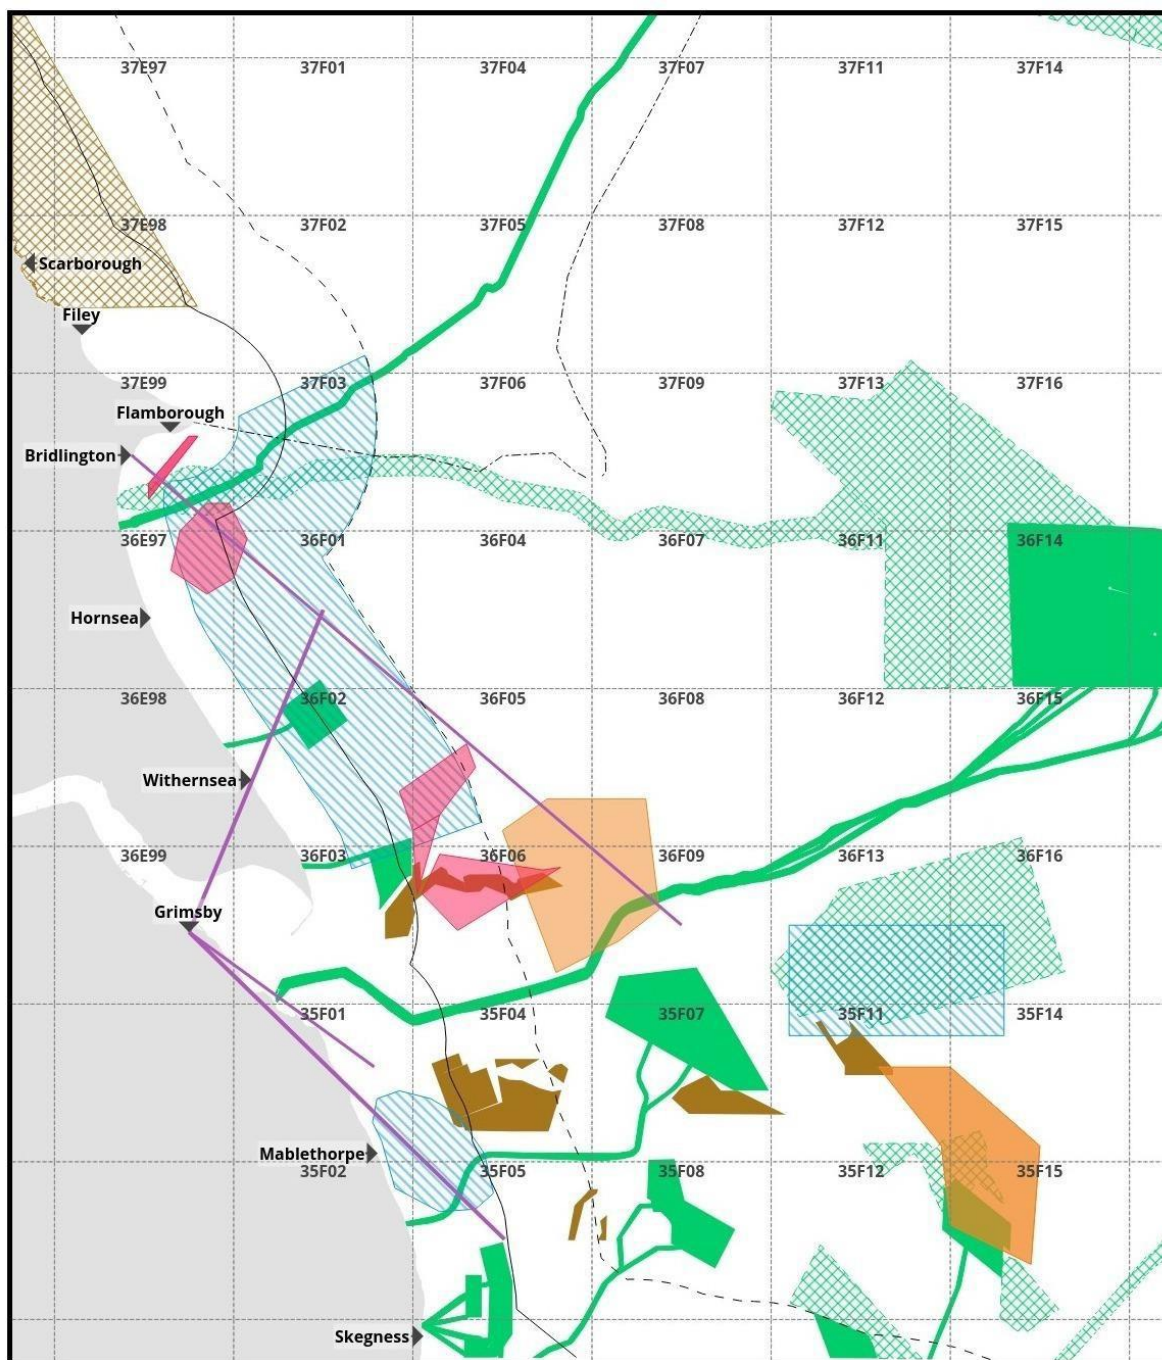 37E97 37F01 37F04 37F07 37F11 37F14
37E98 37F02 37F05 37F08 37F12 37F15
Scarborough
Filey
37E99 37F03 37F06 37F09 37F13 37F16
Flamborough
Bridlington
36E97 36F01 36F04 36F07 36F11 36F14
Hornsea
36E98 36F02 36F05 36F08 36F12 36F15
Withernsea
36E99 36F03 36F06 36F09 36F13 36F16
Grimsby
35F01 35F04 35F07 35F11 35F14
Mablethorpe
35F02 35F05 35F08 35F12 35F15
Skegness